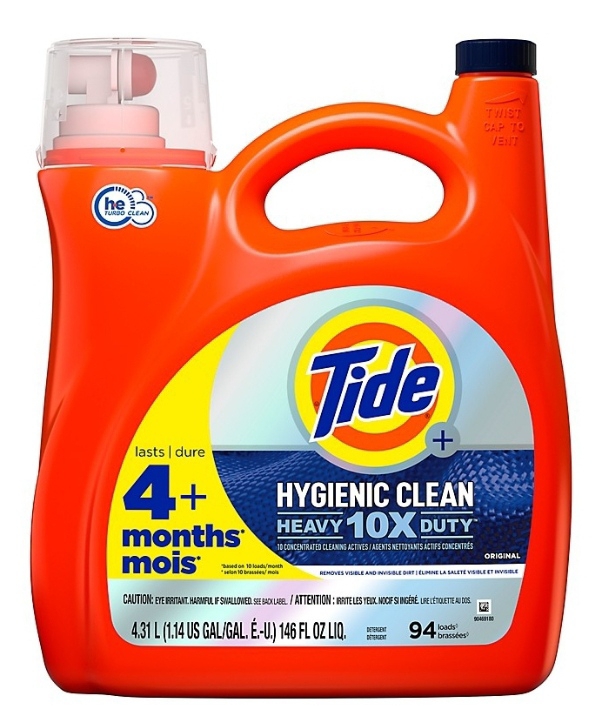 TWIST
CAP TO
VENT
he
TURBO CLEAN
Tide
+
lasts | dure
4+
months*
mois*
*based on 10 loads/month
*selon 10 brassées/ mois
HYGIENIC CLEAN
HEAVY 10X DUTY
10 CONCENTRATED CLEANING ACTIVES / AGENTS NETTOYANTS ACTIFS CONCENTRÉS
ORIGINAL
REMOVES VISIBLE AND INVISIBLE DIRT | ÉLIMINE LA SALETÉ VISIBLE ET INVISIBLE
CAUTION: EYE IRRITANT. HARMFUL IF SWALLOWED. SEE BACK LABEL. / ATTENTION : IRRITE LES YEUX. NOCIF SI INGÉRÉ. LIRE L'ÉTIQUETTE AU DOS.
4.31 L (1.14 US GAL/GAL. É.-U.) 146 FL OZ LIQ.
DETERGENT
DÉTERGENT
94 loads◊
brassées◊